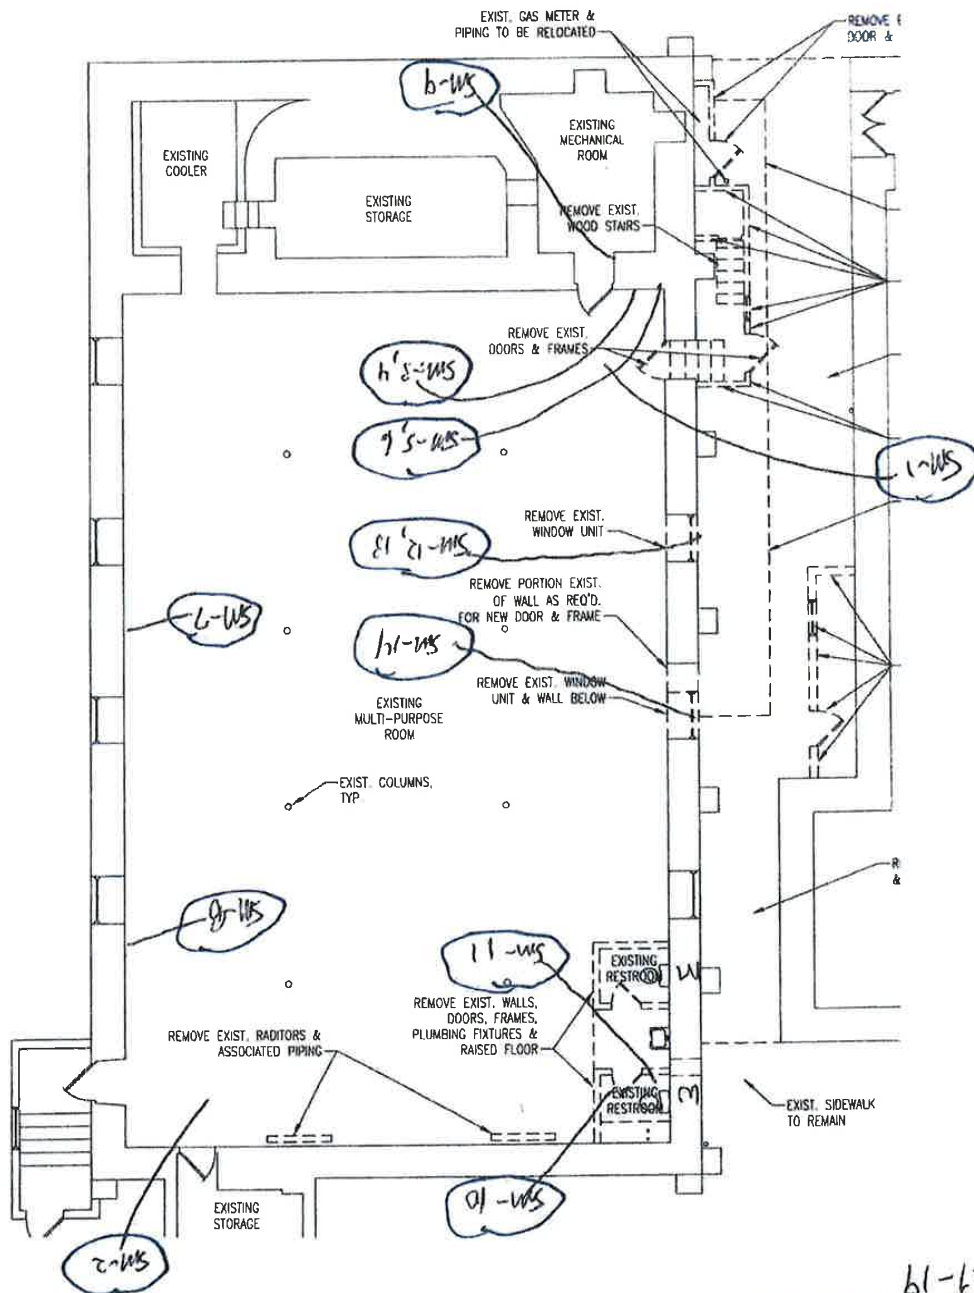 EXIST. GAS METER &
PIPING TO BE RELOCATED
REMOVE
DOOR &
SM-9
EXISTING
COOLER
EXISTING
MECHANICAL
ROOM
EXISTING
STORAGE
REMOVE EXIST.
WOOD STAIRS
REMOVE EXIST.
DOORS & FRAMES
SM-3,4
SM-5,6
SM-1
REMOVE EXIST.
WINDOW UNIT
SM-12, 13
REMOVE PORTION EXIST.
OF WALL AS REQ'D.
FOR NEW DOOR & FRAME
SM-7
SM-14
REMOVE EXIST. WINDOW
UNIT & WALL BELOW
EXISTING
MULTI-PURPOSE
ROOM
EXIST. COLUMNS,
TYP
&
SM-8
SM-11
EXISTING
RESTROOM
REMOVE EXIST. WALLS,
DOORS, FRAMES,
PLUMBING FIXTURES &
RAISED FLOOR
REMOVE EXIST. RADITORS &
ASSOCIATED PIPING
EXISTING
RESTROOM
EXIST. SIDEWALK
TO REMAIN
SM-10
EXISTING
STORAGE
SM-2